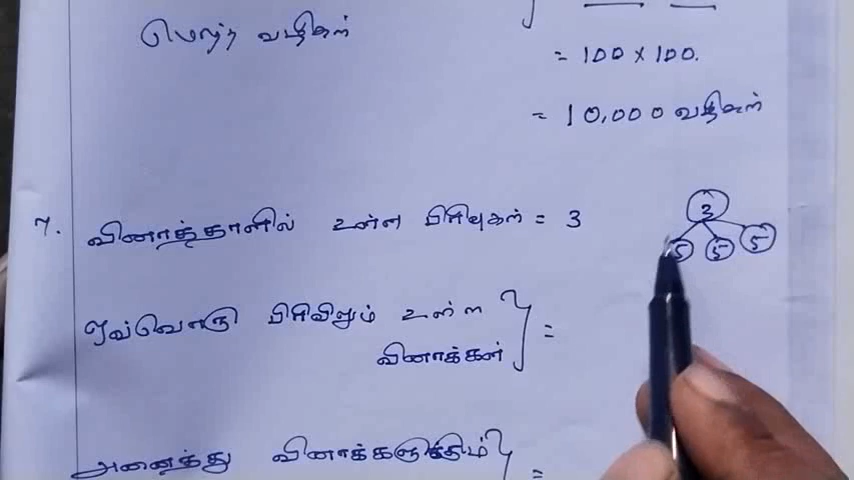 மொத்த வழிகள்
= 100 × 100.
= 10,000 வழிகள்
7. வினாத்தாளில் உள்ள பிரிவுகள் = 3
3
5 5 5
ஒவ்வொரு பிரிவிலும் உள்ள
வினாக்கள் } =
அனைத்து வினாக்களுக்கும் } =